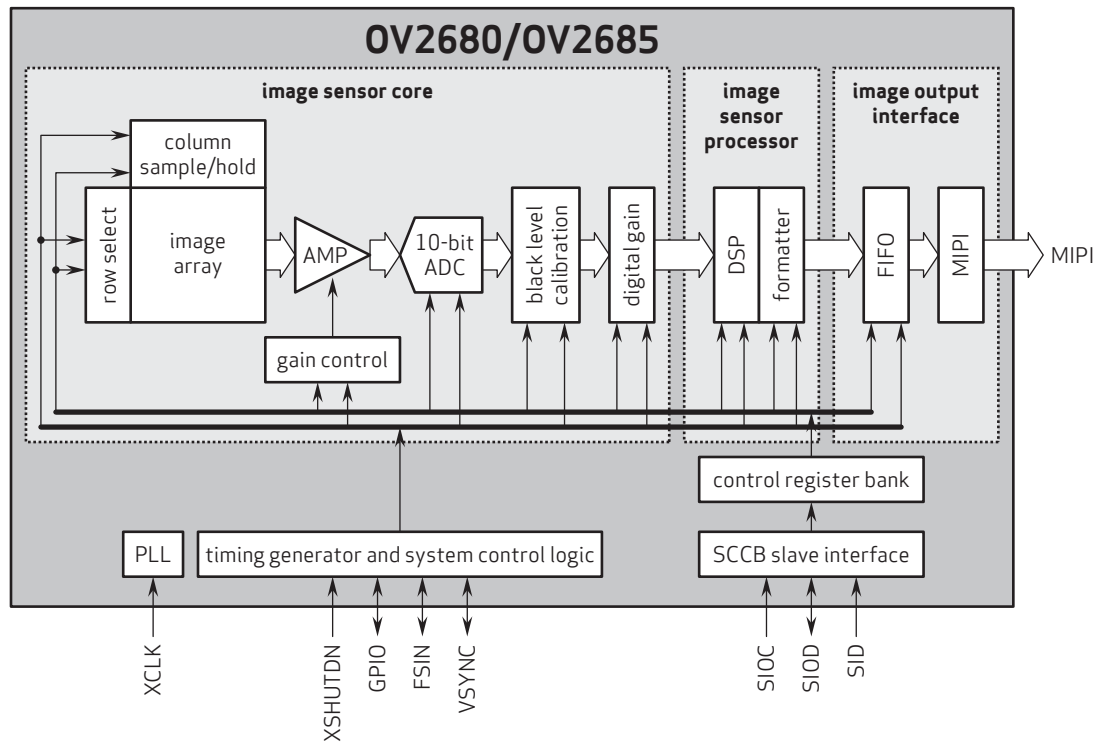 OV2680/OV2685
image sensor core
image
sensor
processor
image output
interface
column
sample/hold
row select
image
array
AMP
10-bit
ADC
black level
calibration
digital gain
DSP
formatter
FIFO
MIPI
MIPI
gain control
control register bank
PLL
timing generator and system control logic
SCCB slave interface
XCLK
XSHUTDN
GPIO
FSIN
VSYNC
SIOC
SIOD
SID